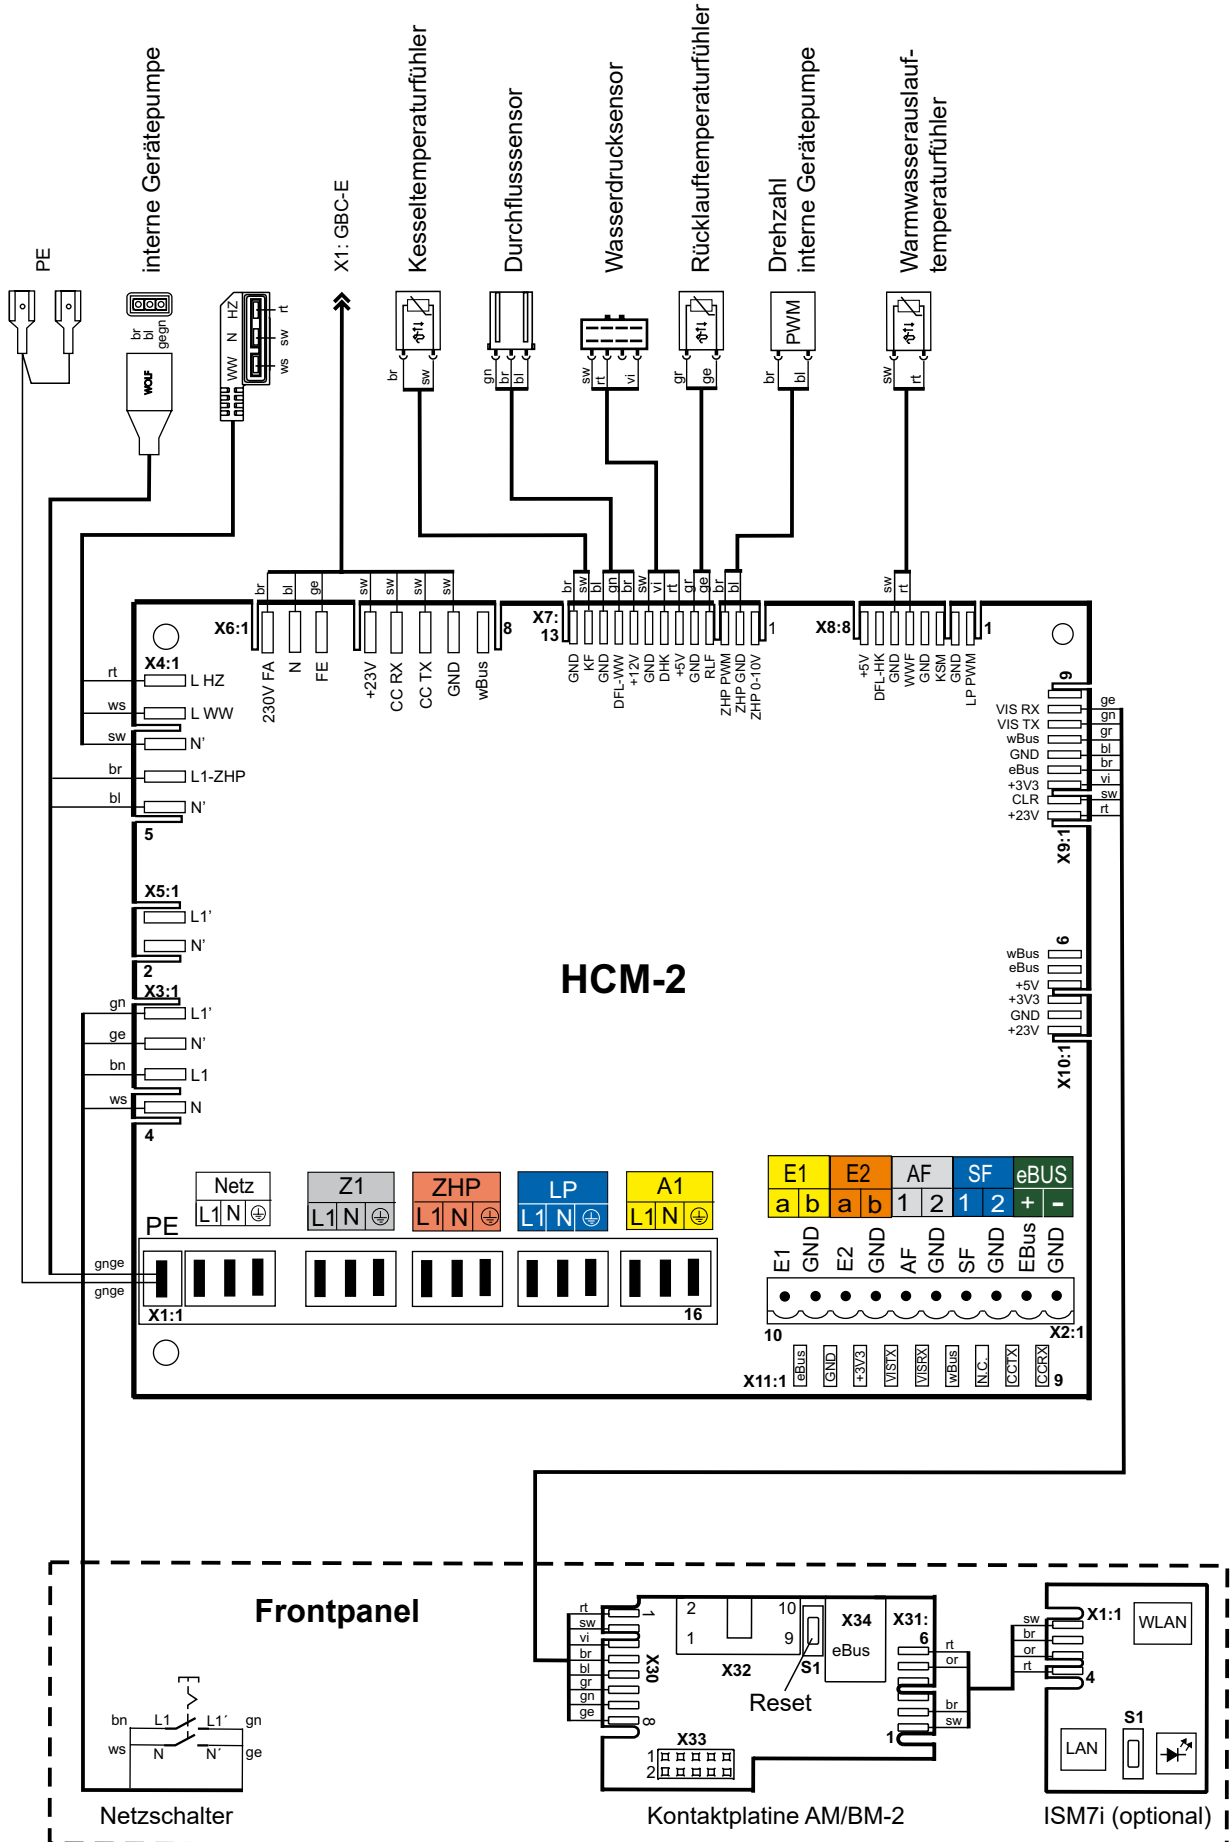 PE
interne Gerätepumpe
X1: GBC-E
Kesseltemperaturfühler
Durchflusssensor
Wasserdrucksensor
Rücklauftemperaturfühler
Drehzahl
interne Gerätepumpe
Warmwasserauslauf-
temperaturfühler
br
bl
gegn
WOLF
WW N HZ
ws sw rt
br sw
gn br bl
sw rt vi
gr ge
PWM
br bl
sw rt
br bl ge sw sw sw sw
br sw bl gn br sw vi rt gr ge br bl
sw rt
X6:1
8
X7:
13
1
X8:8
1
230V FA
N
FE
+23V
CC RX
CC TX
GND
wBus
GND
KF
GND
DFL-WW
+12V
GND
DHK
+5V
GND
RLF
ZHP PWM
ZHP GND
ZHP 0-10V
+5V
DFL-HK
GND
WWF
GND
KSM
GND
LP PWM
X4:1
rt L HZ
ws L WW
sw N'
br L1-ZHP
bl N'
5
X5:1
L1'
N'
2
X3:1
gn L1'
ge N'
bn L1
ws N
4
9
VIS RX ge
VIS TX gn
wBus gr
GND bl
eBus br
+3V3 vi
CLR sw
+23V rt
X9:1
6
wBus
eBus
+5V
+3V3
GND
+23V
X10:1
HCM-2
Netz Z1 ZHP LP A1
L1 N L1 N L1 N L1 N L1 N
PE
gnge
gnge
X1:1
16
E1 E2 AF SF eBUS
a b a b 1 2 1 2 + -
E1 GND E2 GND AF GND SF GND EBus GND
10
X2:1
X11:1 eBus GND +3V3 VISTX VISRX wBus N.C. CCTX CCRX 9
Frontpanel
bn L1 L1´ gn
ws N N´ ge
Netzschalter
rt
sw
vi
br
bl
gr
gn
ge
1
X30
8
2 10
1 9
X32
S1
Reset
X34
eBus
X31:
6
rt
or
br
sw
1
X33
1
2
Kontaktplatine AM/BM-2
sw
br
or
rt
X1:1
4
WLAN
S1
LAN
ISM7i (optional)